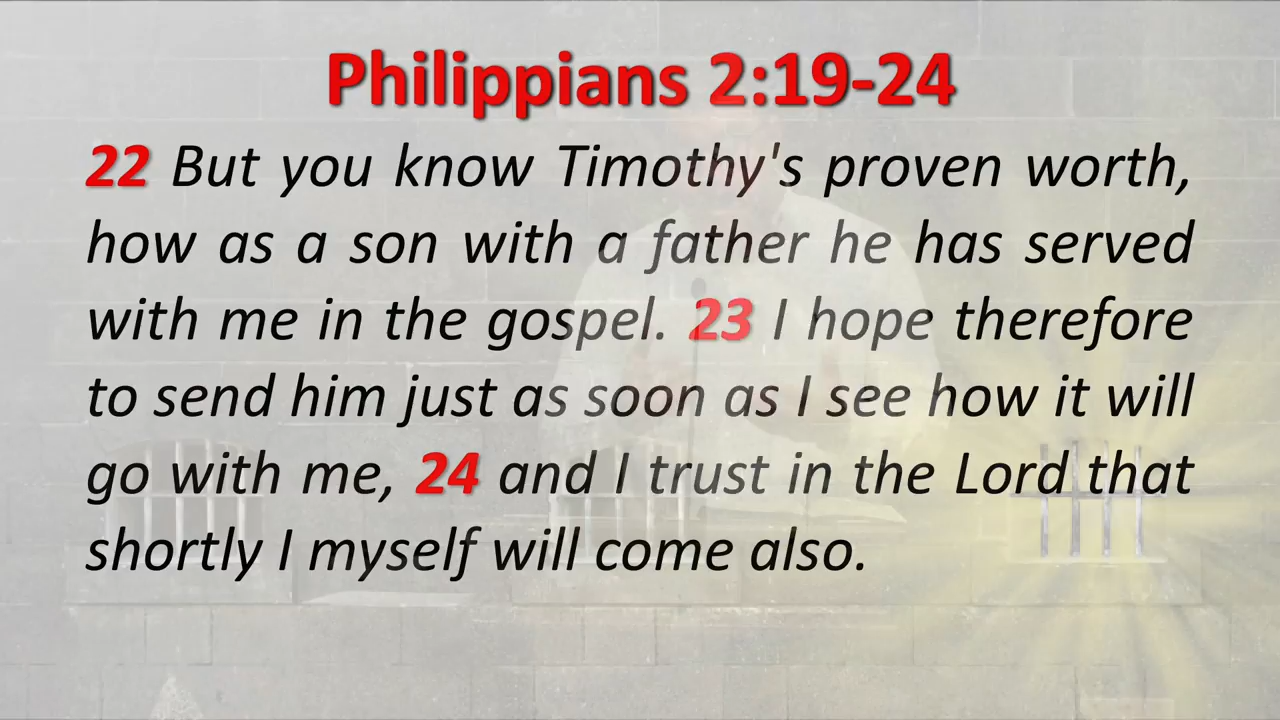 Philippians 2:19-24
22 But you know Timothy's proven worth,
how as a son with a father he has served
with me in the gospel. 23 I hope therefore
to send him just as soon as I see how it will
go with me, 24 and I trust in the Lord that
shortly I myself will come also.